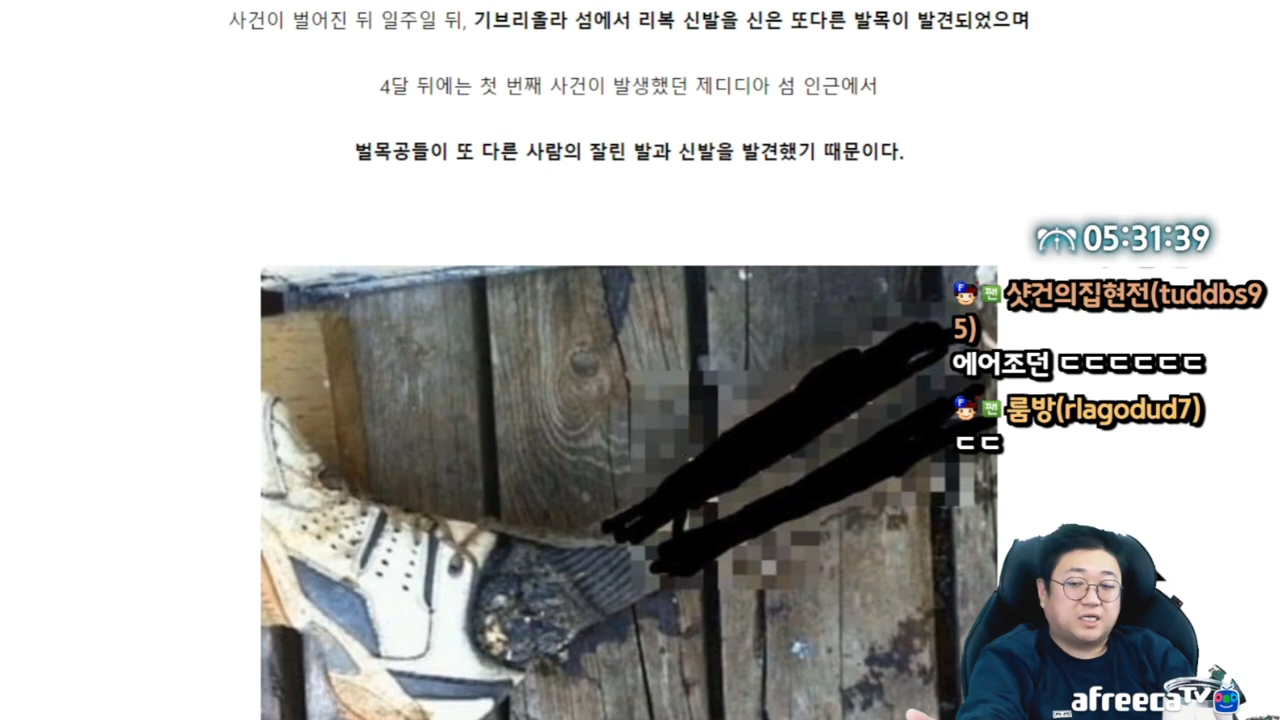 사건이 벌어진 뒤 일주일 뒤, 기브리올라 섬에서 리복 신발을 신은 또다른 발목이 발견되었으며
4달 뒤에는 첫 번째 사건이 발생했던 제디디아 섬 인근에서
벌목공들이 또 다른 사람의 잘린 발과 신발을 발견했기 때문이다.
05:31:39
F 팬 샷건의집현전(tuddbs9
5)
에어조던 ㄷㄷㄷㄷㄷㄷ
F 팬 룸방(rlagodud7)
ㄷㄷ
afreecaTV